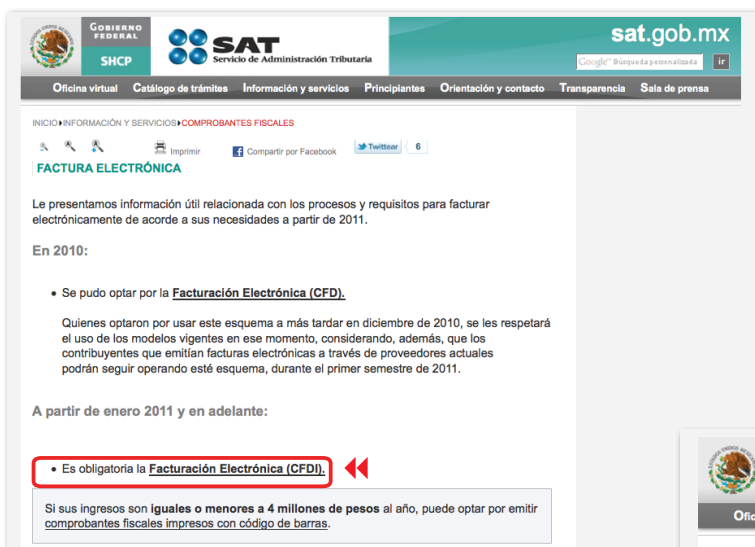 GOBIERNO
FEDERAL
SHCP
SAT
Servicio de Administración Tributaria
sat.gob.mx
Google™ Búsqueda personalizada ir
Oficina virtual Catálogo de trámites Información y servicios Principiantes Orientación y contacto Transparencia Sala de prensa
INICIO INFORMACIÓN Y SERVICIOS COMPROBANTES FISCALES
Imprimir Compartir por Facebook Twittear 6
FACTURA ELECTRÓNICA
Le presentamos información útil relacionada con los procesos y requisitos para facturar
electrónicamente de acorde a sus necesidades a partir de 2011.
En 2010:
• Se pudo optar por la Facturación Electrónica (CFD).
Quienes optaron por usar este esquema a más tardar en diciembre de 2010, se les respetará
el uso de los modelos vigentes en ese momento, considerando, además, que los
contribuyentes que emitían facturas electrónicas a través de proveedores actuales
podrán seguir operando esté esquema, durante el primer semestre de 2011.
A partir de enero 2011 y en adelante:
• Es obligatoria la Facturación Electrónica (CFDI).
Si sus ingresos son iguales o menores a 4 millones de pesos al año, puede optar por emitir
comprobantes fiscales impresos con código de barras.
Ofic